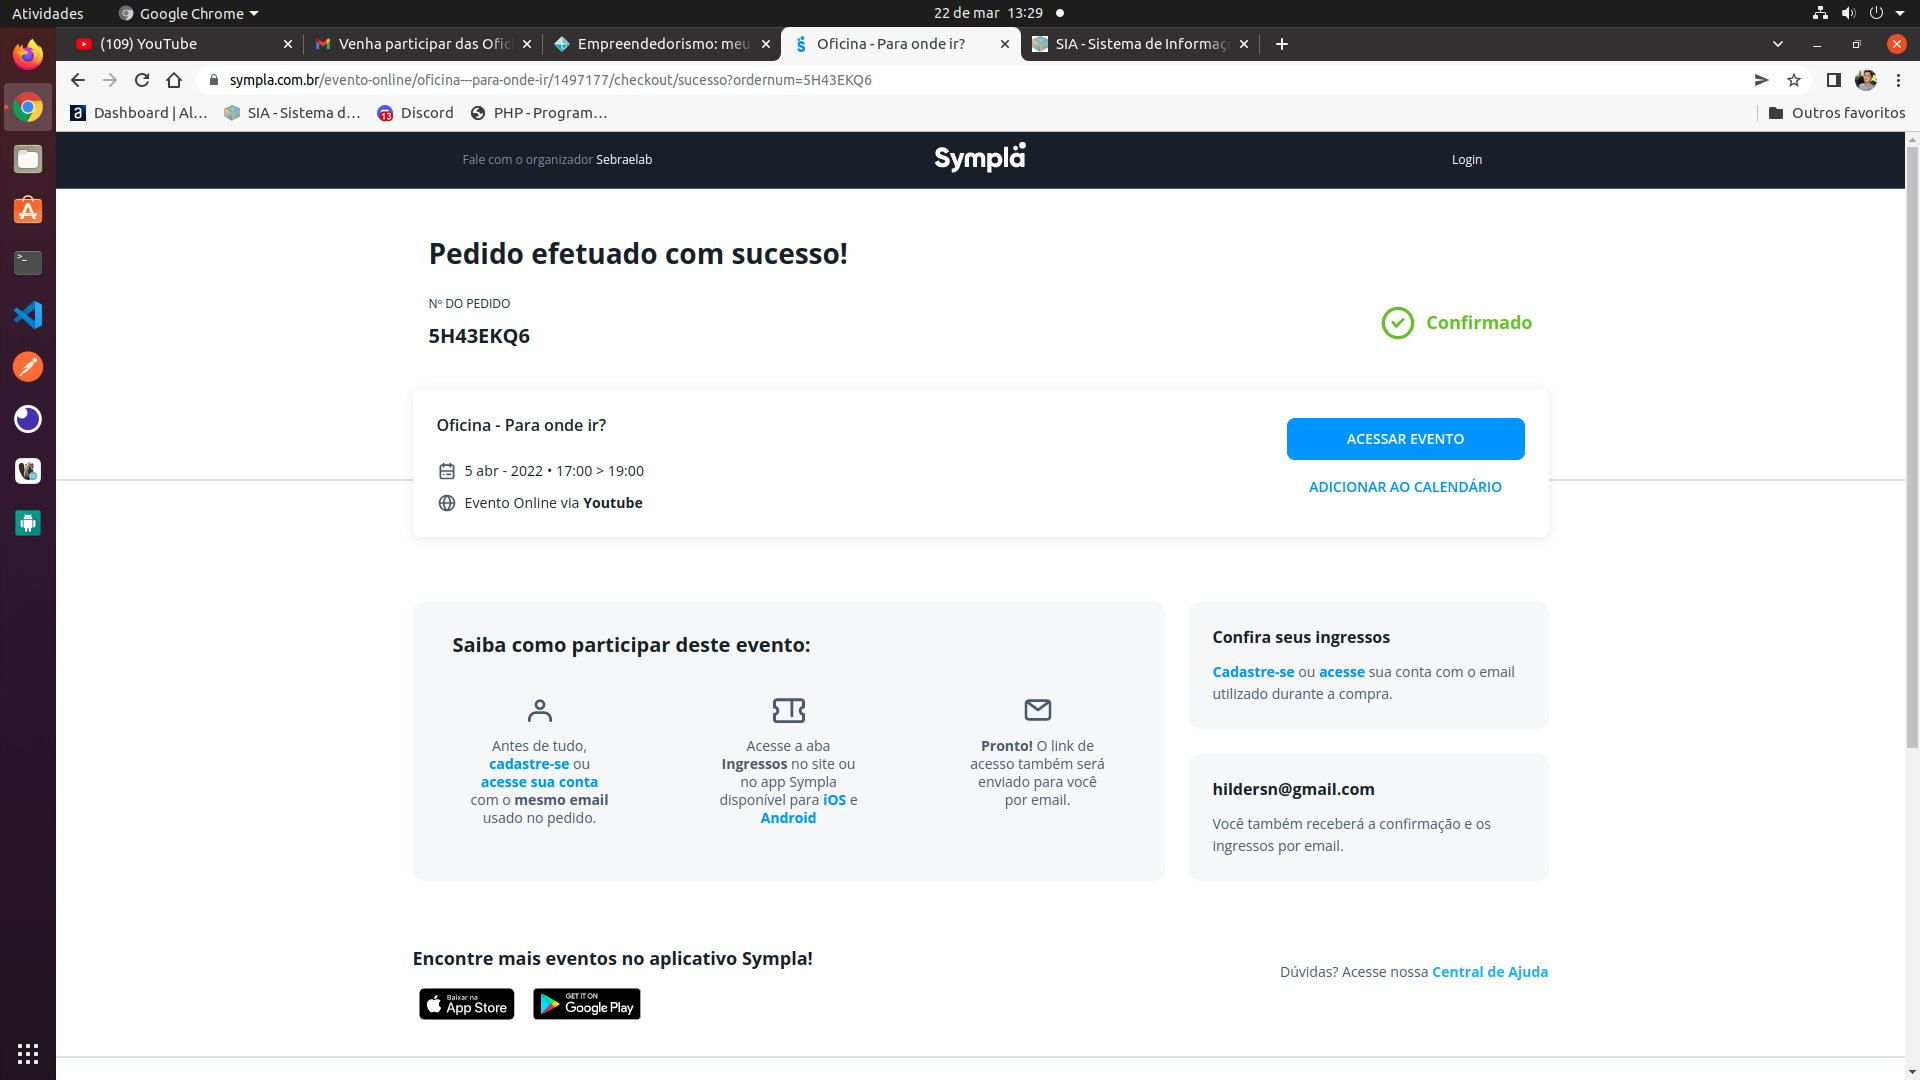 Atividades
Google Chrome
22 de mar 13:29
(109) YouTube
Venha participar das Ofici
Empreendedorismo: meu
Oficina - Para onde ir?
SIA - Sistema de Informaç
sympla.com.br/evento-online/oficina---para-onde-ir/1497177/checkout/sucesso?ordernum=5H43EKQ6
Dashboard | Al...
SIA - Sistema d...
13
Discord
PHP - Program...
Outros favoritos
Fale com o organizador Sebraelab
Sympla
Login
Pedido efetuado com sucesso!
Nº DO PEDIDO
5H43EKQ6
Confirmado
Oficina - Para onde ir?
5 abr - 2022 • 17:00 > 19:00
Evento Online via Youtube
ACESSAR EVENTO
ADICIONAR AO CALENDÁRIO
Saiba como participar deste evento:
Antes de tudo,
cadastre-se ou
acesse sua conta
com o mesmo email
usado no pedido.
Acesse a aba
Ingressos no site ou
no app Sympla
disponível para iOS e
Android
Pronto! O link de
acesso também será
enviado para você
por email.
Confira seus ingressos
Cadastre-se ou acesse sua conta com o email
utilizado durante a compra.
hildersn@gmail.com
Você também receberá a confirmação e os
ingressos por email.
Encontre mais eventos no aplicativo Sympla!
Baixar na
App Store
GET IT ON
Google Play
Dúvidas? Acesse nossa Central de Ajuda